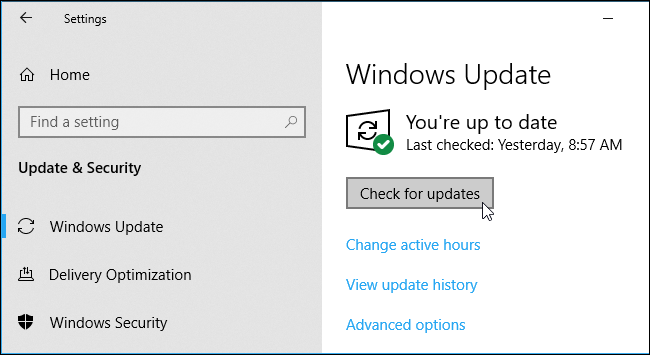 Settings
Home
Find a setting
Update & Security
Windows Update
Delivery Optimization
Windows Security
Windows Update
You're up to date
Last checked: Yesterday, 8:57 AM
Check for updates
Change active hours
View update history
Advanced options